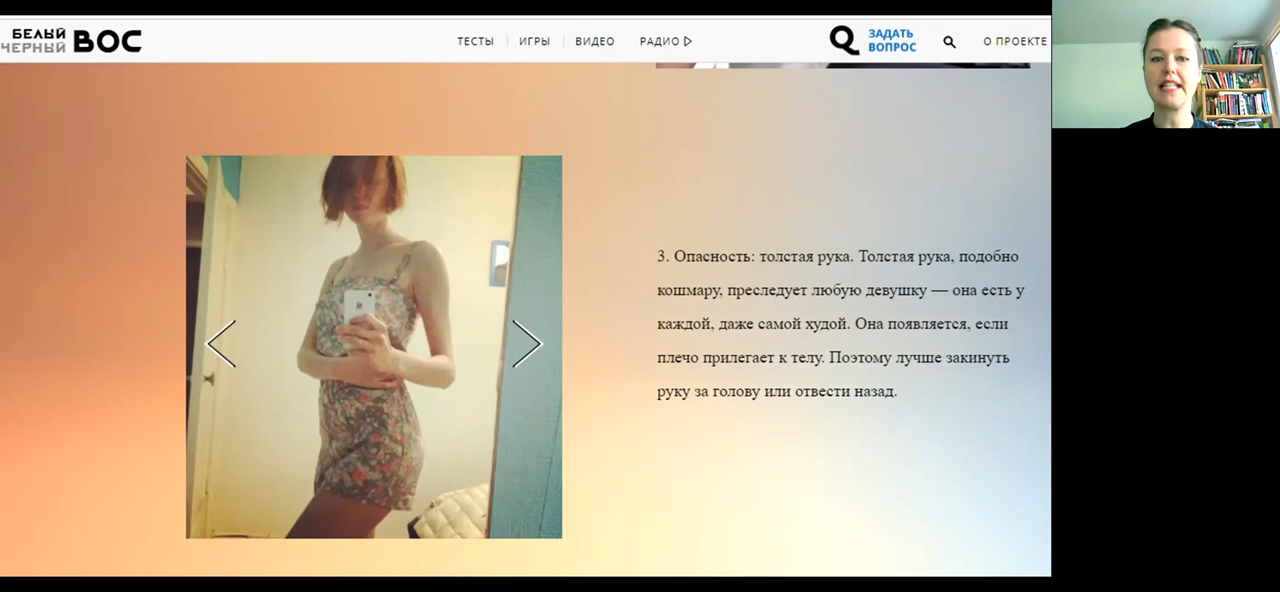 БЕЛЫЙ
ЧЕРНЫЙ
ВОС
ТЕСТЫ
ИГРЫ
ВИДЕО
РАДИО
ЗАДАТЬ
ВОПРОС
О ПРОЕКТЕ
3. Опасность: толстая рука. Толстая рука, подобно
кошмару, преследует любую девушку — она есть у
каждой, даже самой худой. Она появляется, если
плечо прилегает к телу. Поэтому лучше закинуть
руку за голову или отвести назад.